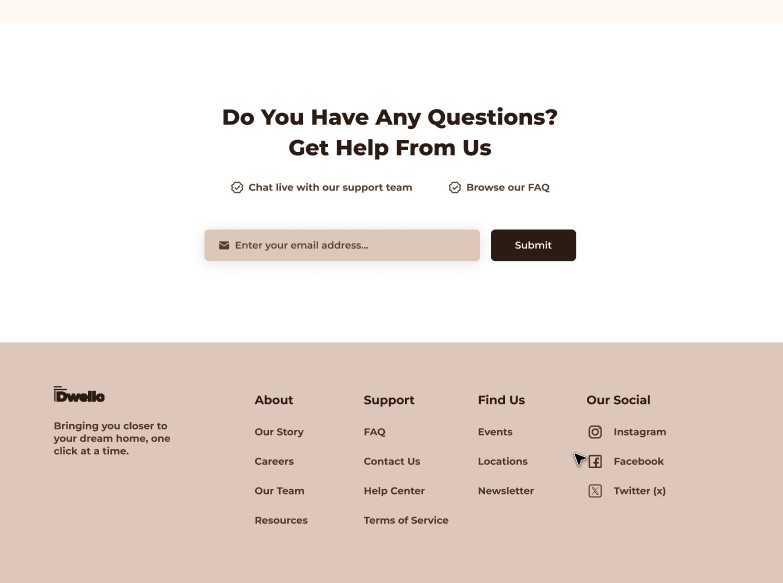 Do You Have Any Questions?
Get Help From Us
Chat live with our support team
Browse our FAQ
Enter your email address...
Submit
Dwello
Bringing you closer to
your dream home, one
click at a time.
About
Our Story
Careers
Our Team
Resources
Support
FAQ
Contact Us
Help Center
Terms of Service
Find Us
Events
Locations
Newsletter
Our Social
Instagram
Facebook
Twitter (x)